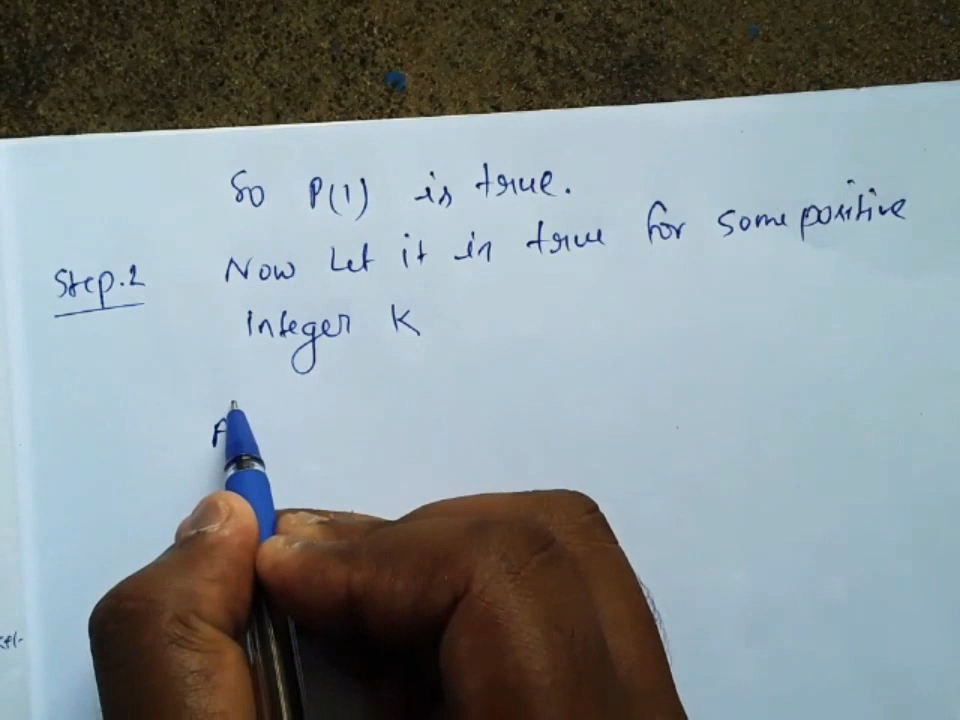 So P(1) is true.
Step.2 Now Let it is true for some positive
Integer K